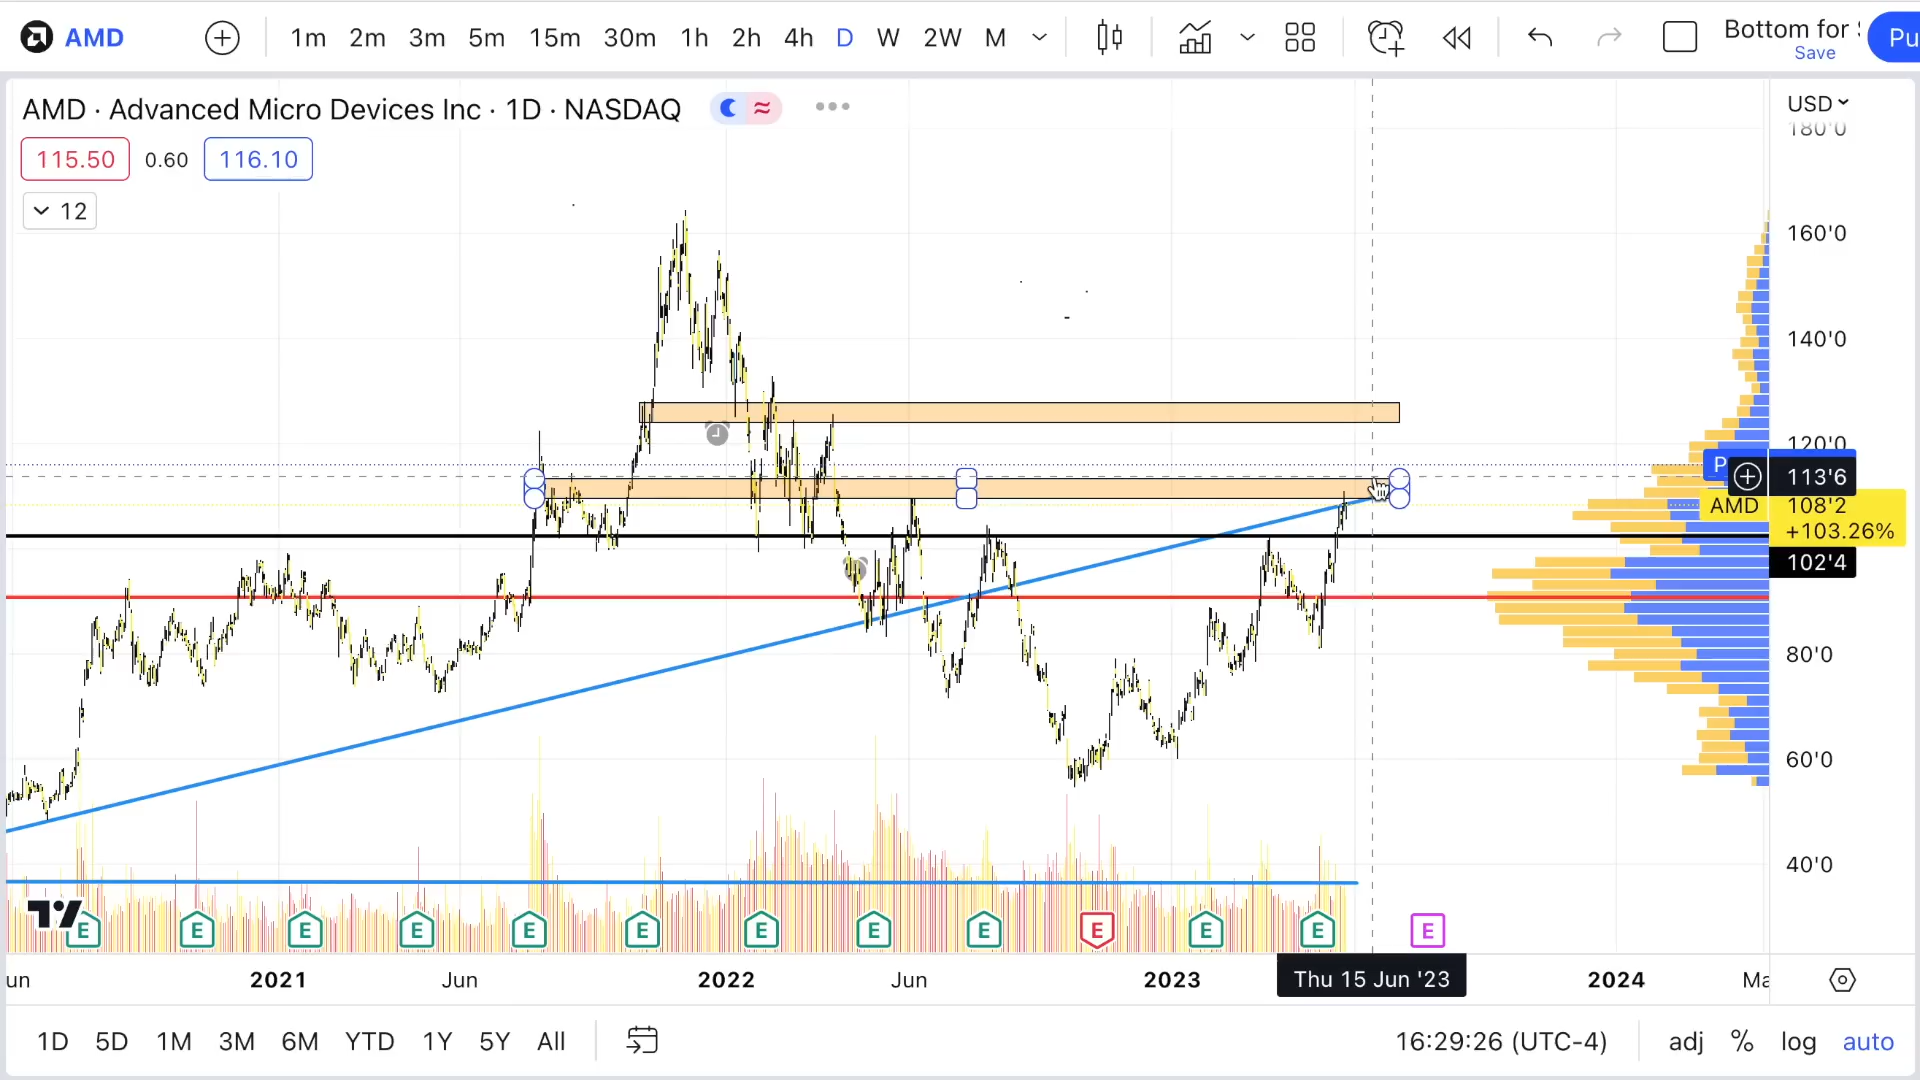 AMD 1m 2m 3m 5m 15m 30m 1h 2h 4h D W 2W M Bottom for Pu
Save
AMD · Advanced Micro Devices Inc · 1D · NASDAQ
USD
180'0
115.50 0.60 116.10
12
160'0
140'0
120'0
P 113'6
AMD 108'2
+103.26%
102'4
80'0
60'0
40'0
E E E E E E E E E E E E E
un 2021 Jun 2022 Jun 2023 Thu 15 Jun '23 2024 Ma
1D 5D 1M 3M 6M YTD 1Y 5Y All 16:29:26 (UTC-4) adj % log auto